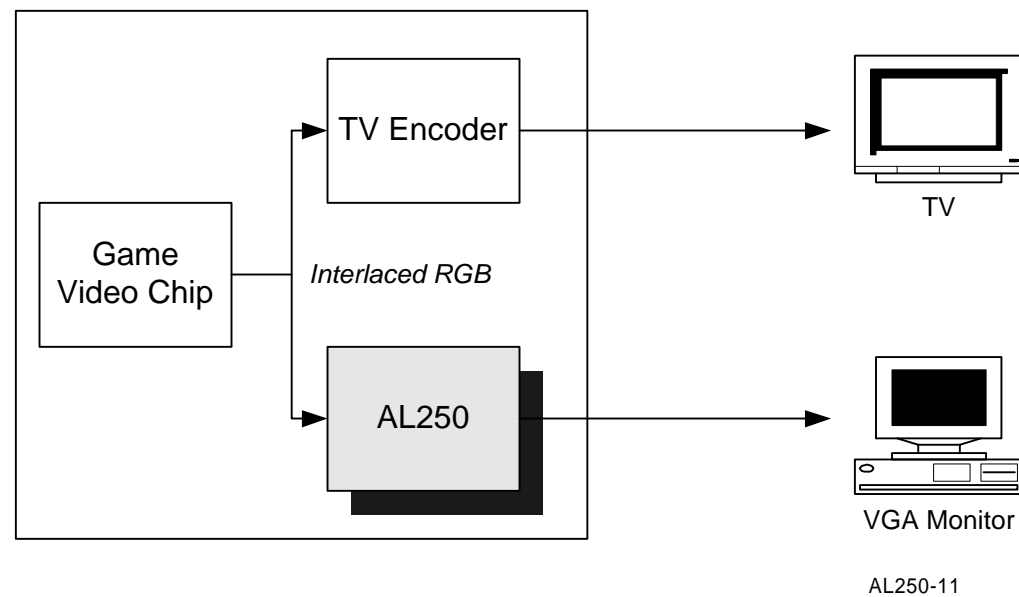 TV Encoder
TV
Game
Video Chip
Interlaced RGB
AL250
VGA Monitor
AL250-11